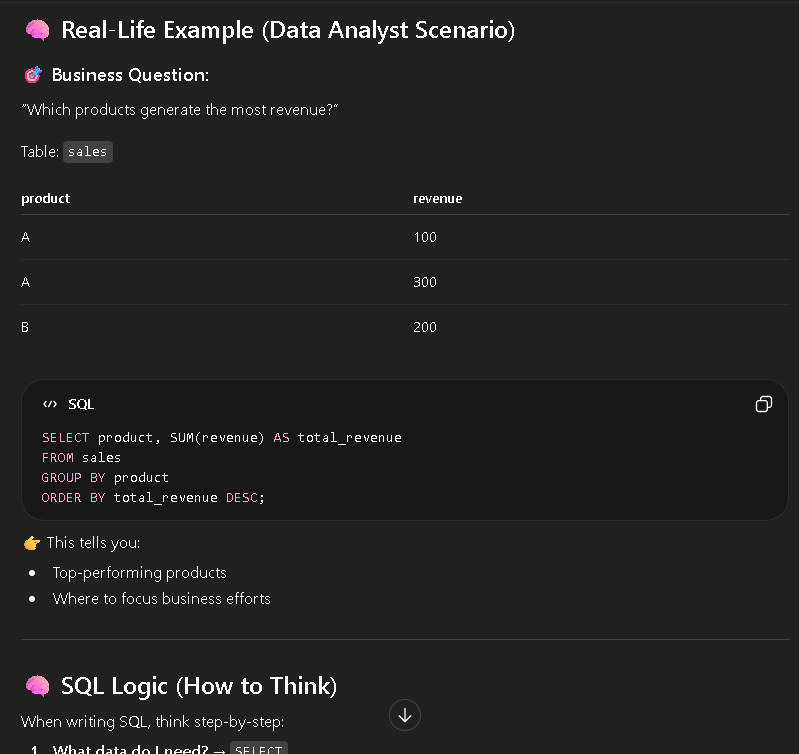 🧠 Real-Life Example (Data Analyst Scenario)
🎯 Business Question:
"Which products generate the most revenue?"
Table: sales
product revenue
A 100
A 300
B 200
</> SQL
SELECT product, SUM(revenue) AS total_revenue
FROM sales
GROUP BY product
ORDER BY total_revenue DESC;
👉 This tells you:
• Top-performing products
• Where to focus business efforts
🧠 SQL Logic (How to Think)
When writing SQL, think step-by-step:
1. What data do I need? → SELECT